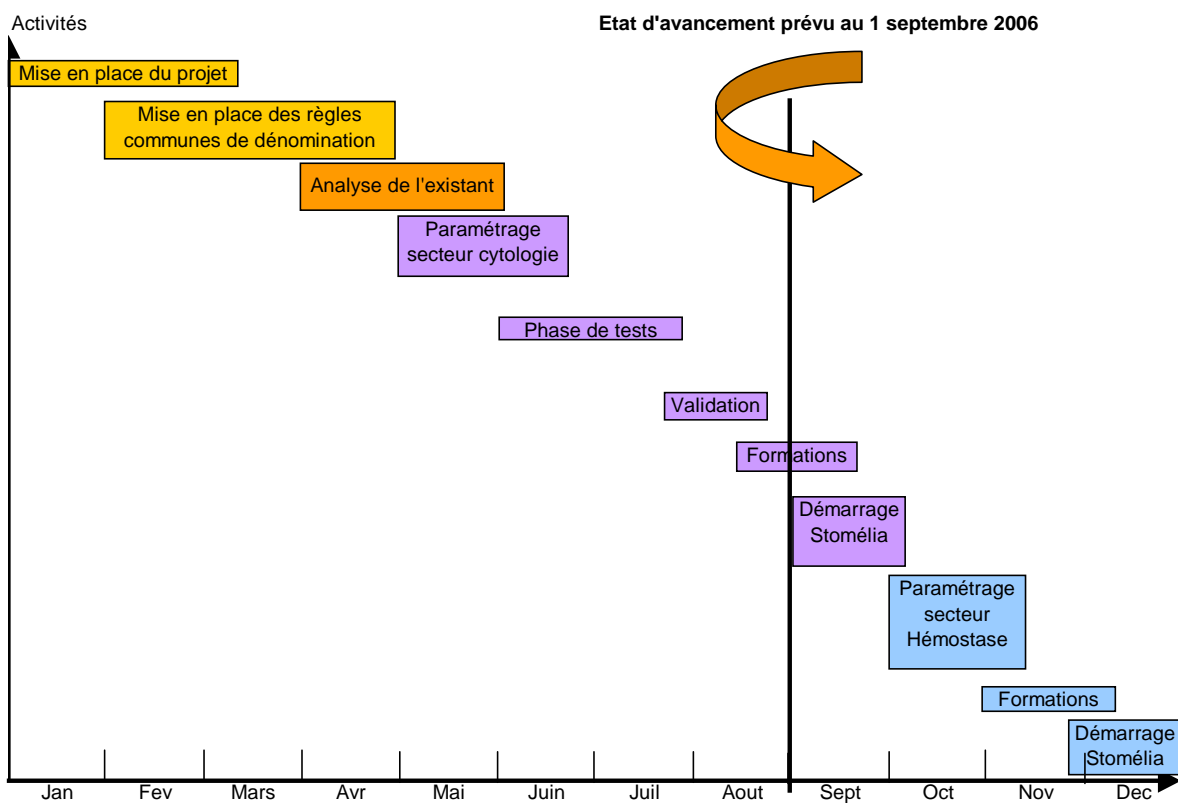 Activités
Etat d'avancement prévu au 1 septembre 2006
Mise en place du projet
Mise en place des règles
communes de dénomination
Analyse de l'existant
Paramétrage
secteur cytologie
Phase de tests
Validation
Formations
Démarrage
Stomélia
Paramétrage
secteur
Hémostase
Formations
Démarrage
Stomélia
Jan Fev Mars Avr Mai Juin Juil Aout Sept Oct Nov Dec